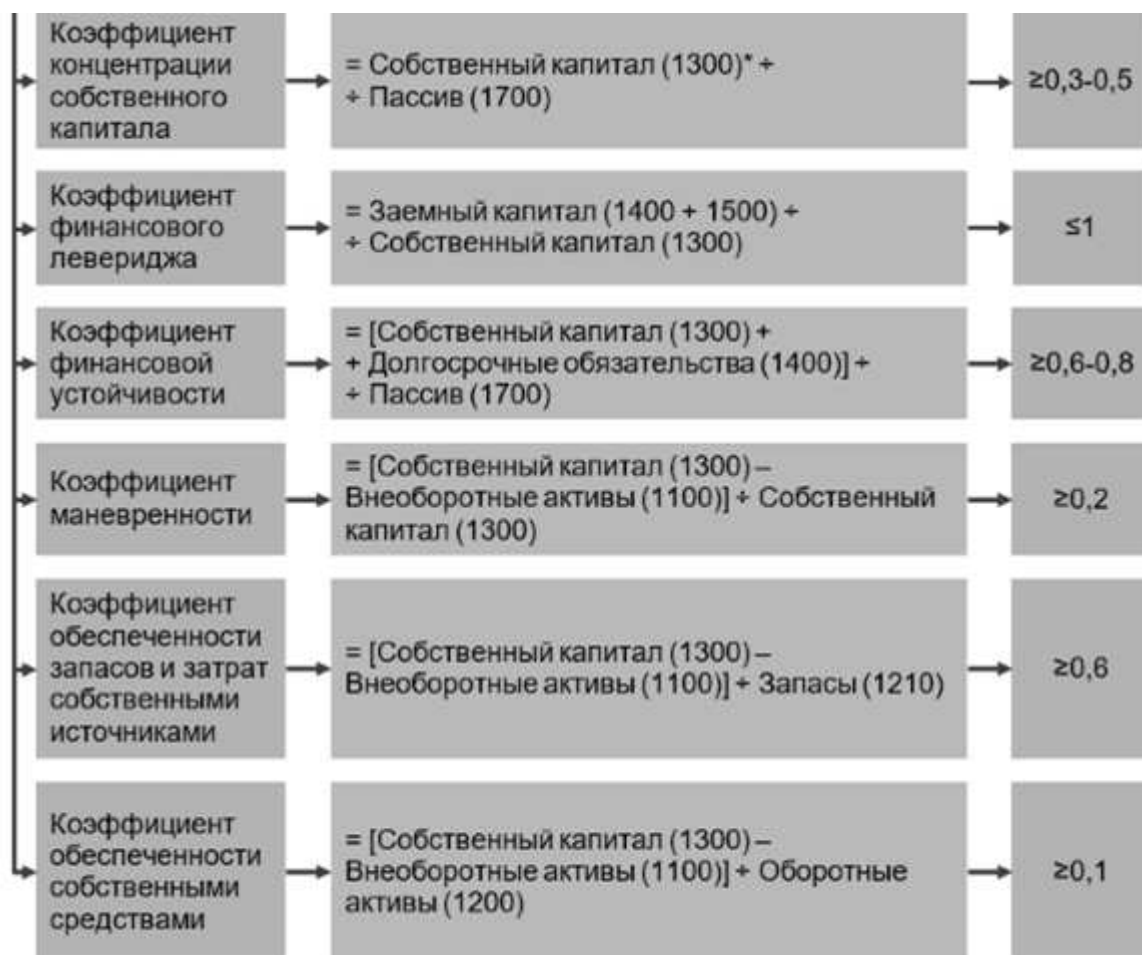 Коэффициент
концентрации
собственного
капитала
= Собственный капитал (1300)* ÷
÷ Пассив (1700)
≥0,3-0,5
Коэффициент
финансового
левериджа
= Заемный капитал (1400 + 1500) ÷
÷ Собственный капитал (1300)
≤1
Коэффициент
финансовой
устойчивости
= [Собственный капитал (1300) +
+ Долгосрочные обязательства (1400)] ÷
÷ Пассив (1700)
≥0,6-0,8
Коэффициент
маневренности
= [Собственный капитал (1300) –
Внеоборотные активы (1100)] ÷ Собственный
капитал (1300)
≥0,2
Коэффициент
обеспеченности
запасов и затрат
собственными
источниками
= [Собственный капитал (1300) –
Внеоборотные активы (1100)] ÷ Запасы (1210)
≥0,6
Коэффициент
обеспеченности
собственными
средствами
= [Собственный капитал (1300) –
Внеоборотные активы (1100)] ÷ Оборотные
активы (1200)
≥0,1